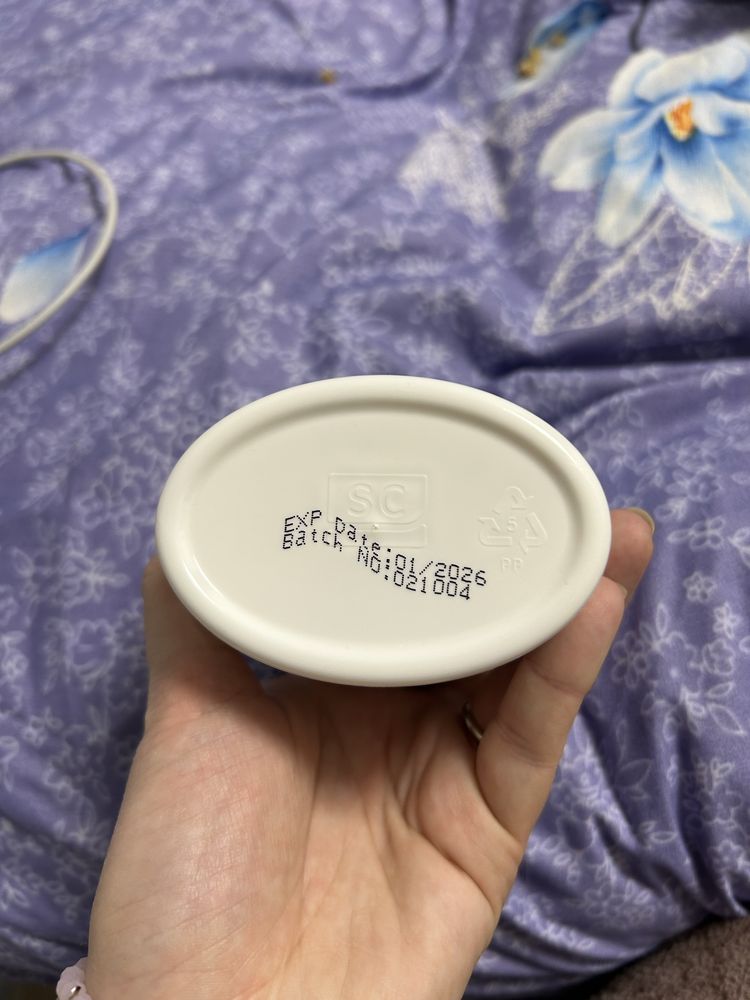 SC
EXP Date:01/2026
Batch NO:021004
5
PP